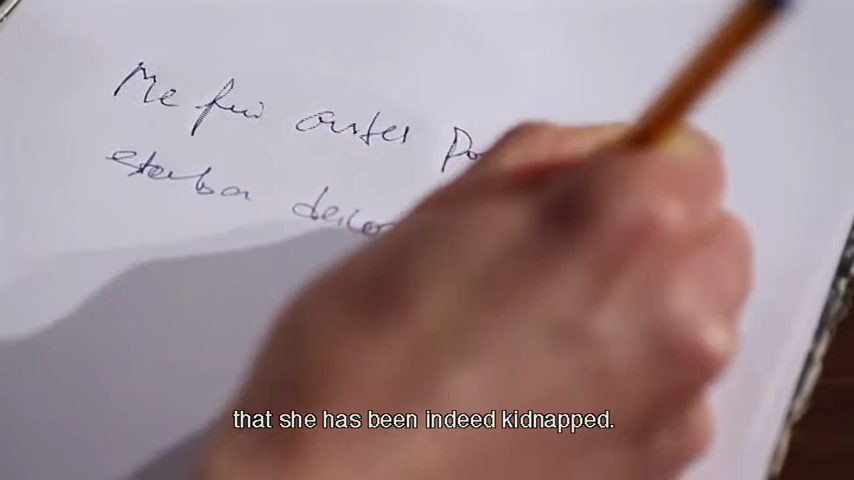 Me fui antes
estaba
that she has been indeed kidnapped.